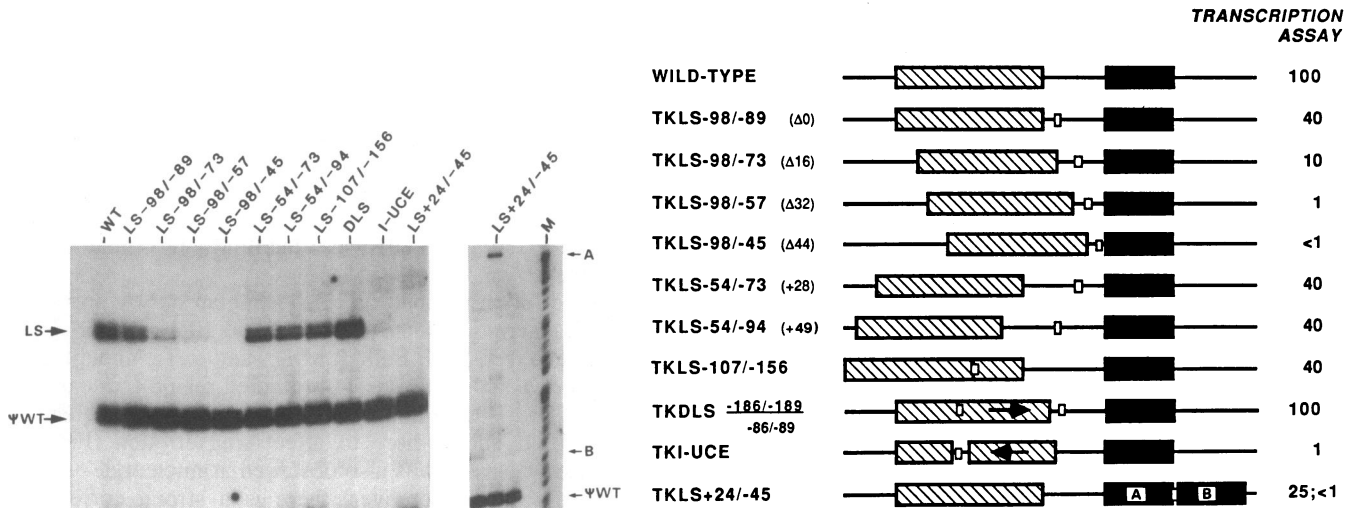 WT
LS-98/-89
LS-98/-73
LS-98/-57
LS-98/-45
LS-54/-73
LS-54/-94
LS-107/-156
DLS
I-UCE
LS+24/-45
LS+24/-45
M
LS
ΨWT
A
B
ΨWT
TRANSCRIPTION
ASSAY
WILD-TYPE 100
TKLS-98/-89 (Δ0) 40
TKLS-98/-73 (Δ16) 10
TKLS-98/-57 (Δ32) 1
TKLS-98/-45 (Δ44) <1
TKLS-54/-73 (+28) 40
TKLS-54/-94 (+49) 40
TKLS-107/-156 40
TKDLS -186/-189 100
-86/-89
TKI-UCE 1
TKLS+24/-45 A B 25;<1